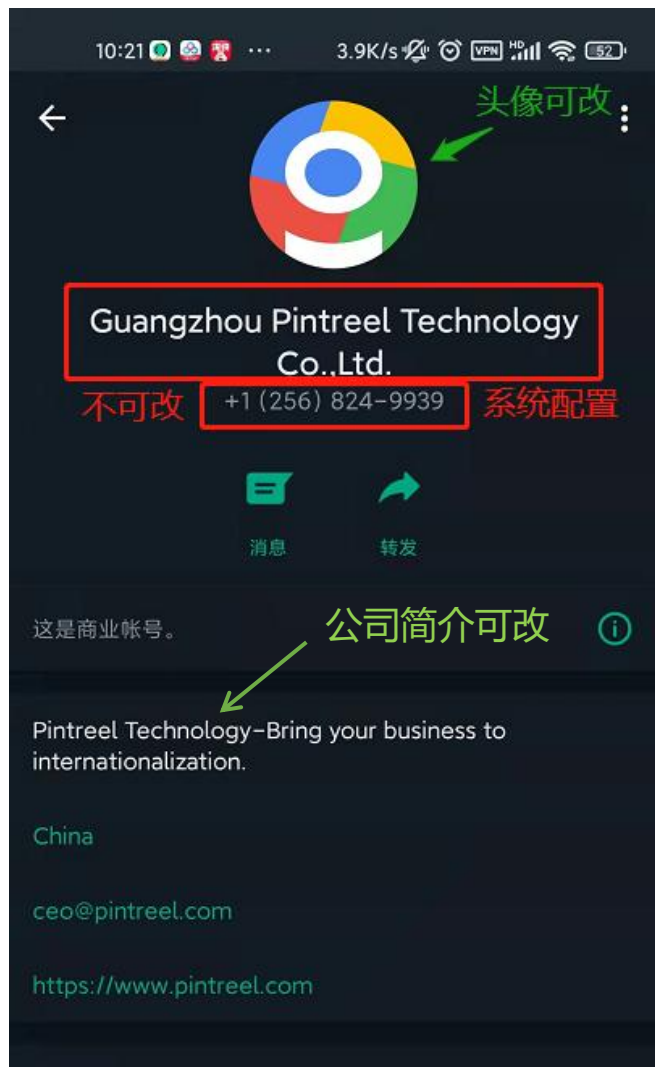 10:21 ... 3.9K/s VPN HD 52
头像可改
Guangzhou Pintreel Technology
Co.,Ltd.
不可改 +1 (256) 824-9939 系统配置
消息 转发
这是商业帐号。 公司简介可改
Pintreel Technology-Bring your business to
internationalization.
China
ceo@pintreel.com
https://www.pintreel.com